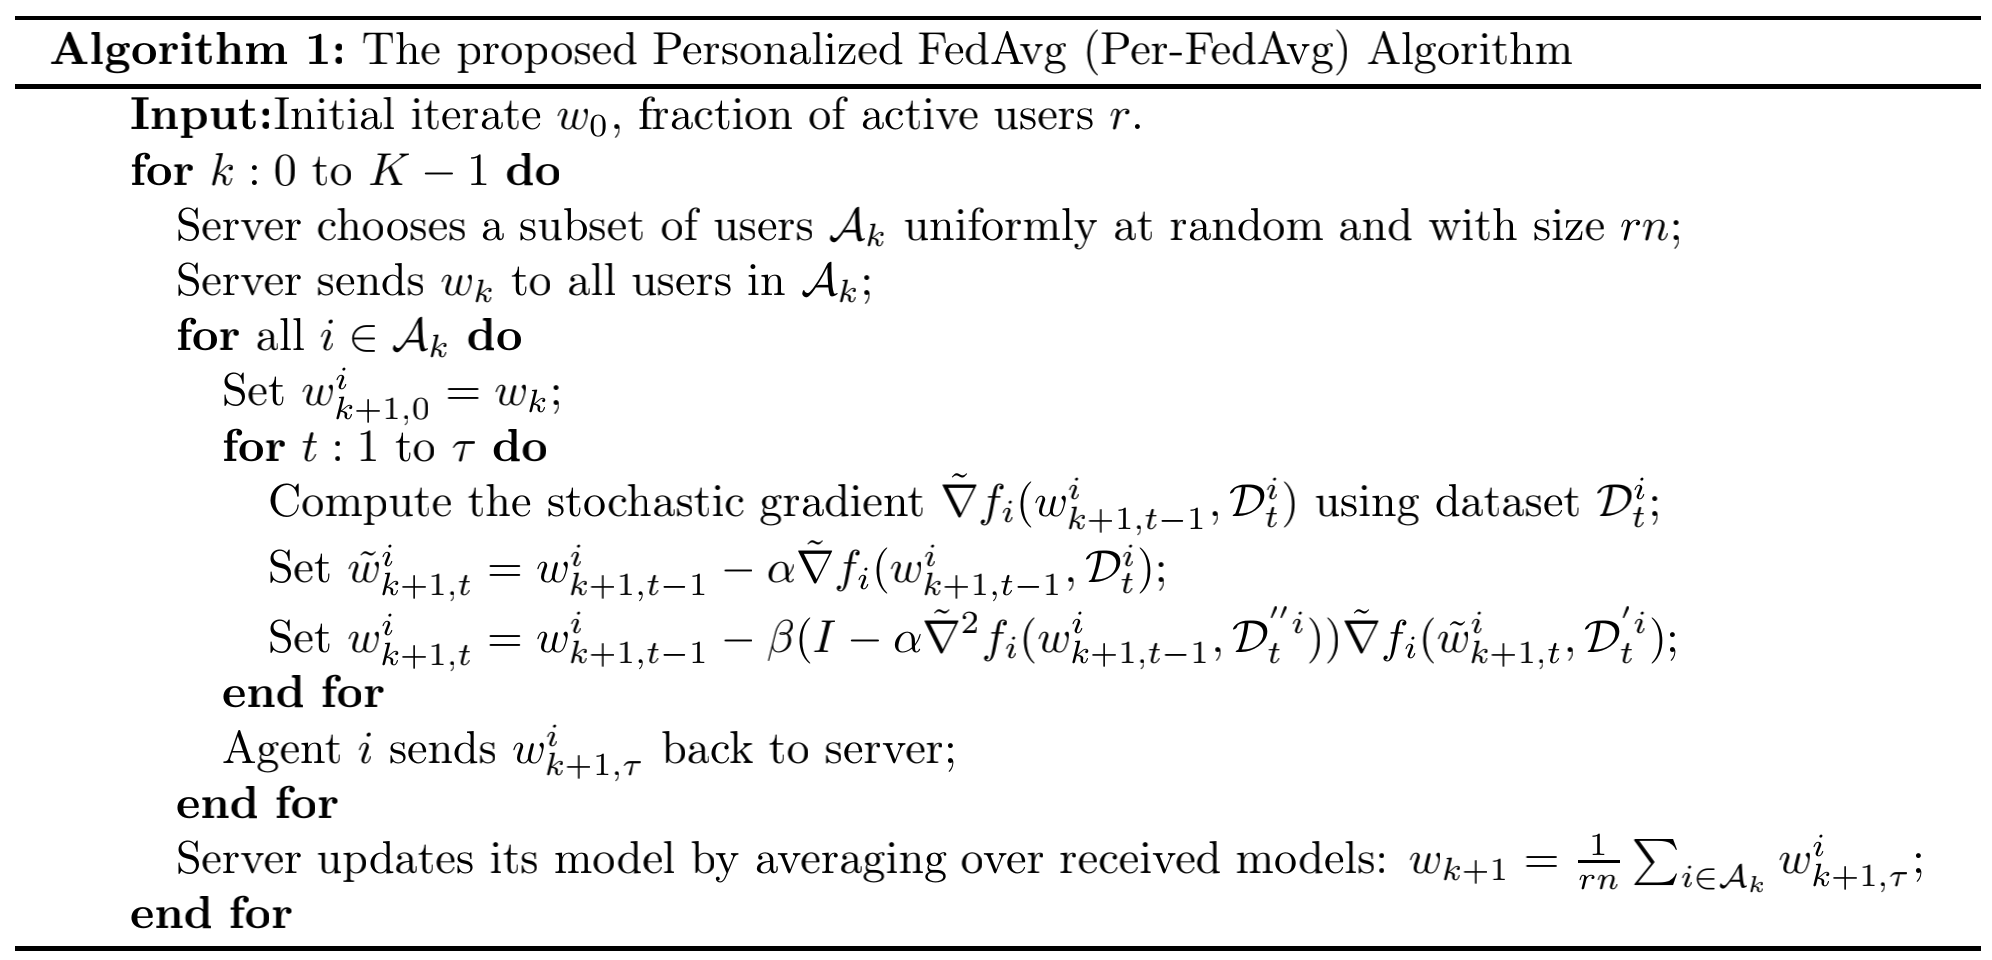 Algorithm 1: The proposed Personalized FedAvg (Per-FedAvg) Algorithm
Input:Initial iterate $w_0$, fraction of active users $r$.
for $k : 0$ to $K - 1$ do
Server chooses a subset of users $\mathcal{A}_k$ uniformly at random and with size $rn$;
Server sends $w_k$ to all users in $\mathcal{A}_k$;
for all $i \in \mathcal{A}_k$ do
Set $w^i_{k+1,0} = w_k$;
for $t : 1$ to $\tau$ do
Compute the stochastic gradient $\tilde{\nabla} f_i(w^i_{k+1,t-1}, \mathcal{D}^i_t)$ using dataset $\mathcal{D}^i_t$;
Set $\tilde{w}^i_{k+1,t} = w^i_{k+1,t-1} - \alpha \tilde{\nabla} f_i(w^i_{k+1,t-1}, \mathcal{D}^i_t)$;
Set $w^i_{k+1,t} = w^i_{k+1,t-1} - \beta(I - \alpha \tilde{\nabla}^2 f_i(w^i_{k+1,t-1}, \mathcal{D}^{''i}_t)) \tilde{\nabla} f_i(\tilde{w}^i_{k+1,t}, \mathcal{D}^{'i}_t)$;
end for
Agent $i$ sends $w^i_{k+1,\tau}$ back to server;
end for
Server updates its model by averaging over received models: $w_{k+1} = \frac{1}{rn} \sum_{i \in \mathcal{A}_k} w^i_{k+1,\tau}$;
end for